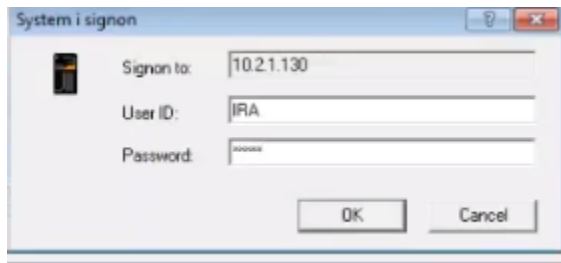 System i signon
Signon to: 10.2.1.130
User ID: IRA
Password: ******
OK Cancel